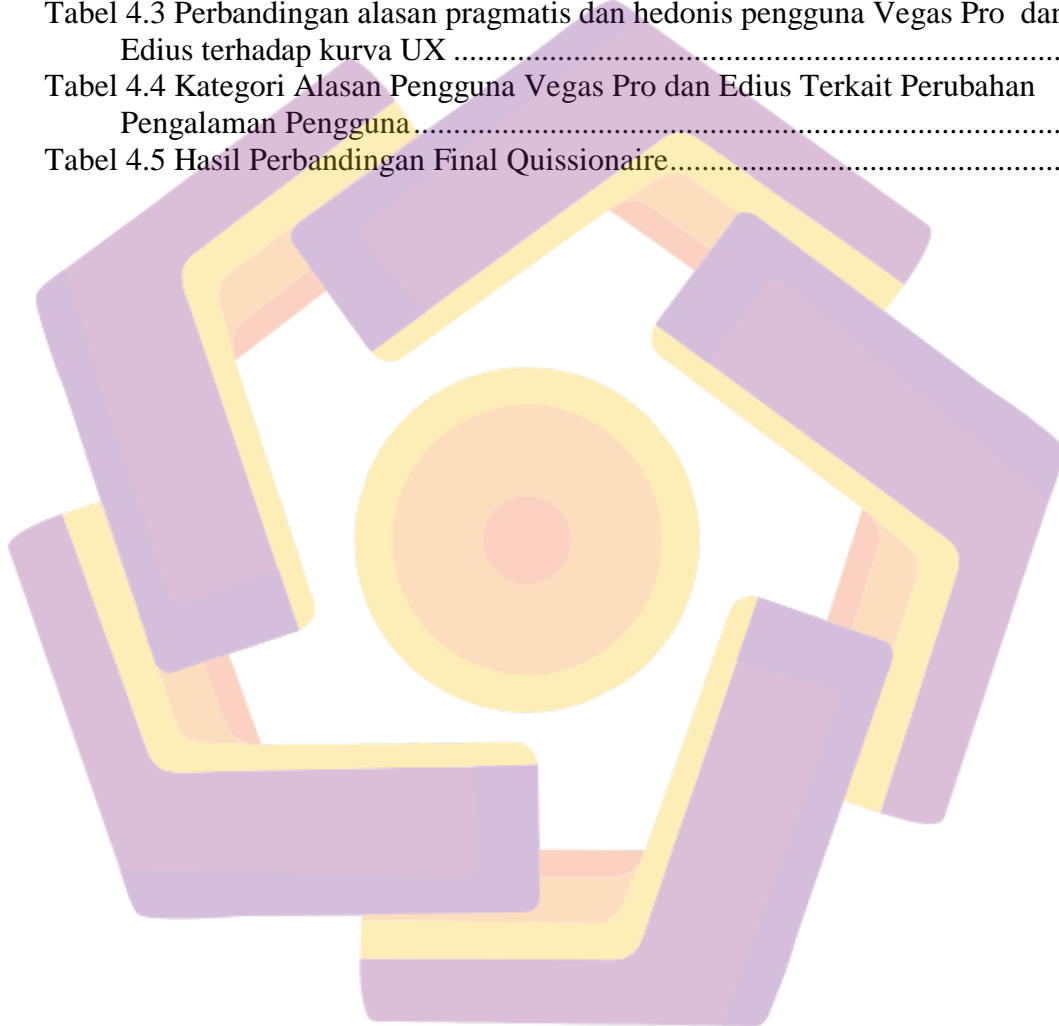 Tabel 4.3 Perbandingan alasan pragmatis dan hedonis pengguna Vegas Pro dan
Edius terhadap kurva UX ...............................................................................
Tabel 4.4 Kategori Alasan Pengguna Vegas Pro dan Edius Terkait Perubahan
Pengalaman Pengguna....................................................................................
Tabel 4.5 Hasil Perbandingan Final Quissionaire...................................................